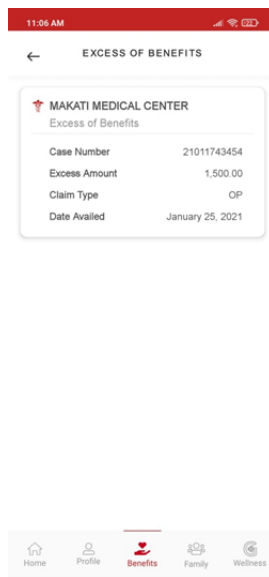 11:06 AM
EXCESS OF BENEFITS
MAKATI MEDICAL CENTER
Excess of Benefits
Case Number 21011743454
Excess Amount 1,500.00
Claim Type OP
Date Availed January 25, 2021
Home Profile Benefits Family Wellness